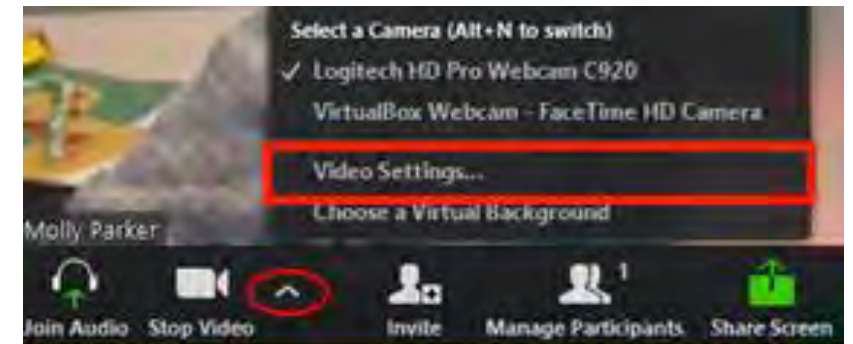 Select a Camera (Alt+N to switch)
✓ Logitech HD Pro Webcam C920
VirtualBox Webcam - FaceTime HD Camera
Video Settings...
Choose a Virtual Background
Molly Parker
1
Join Audio Stop Video Invite Manage Participants Share Screen